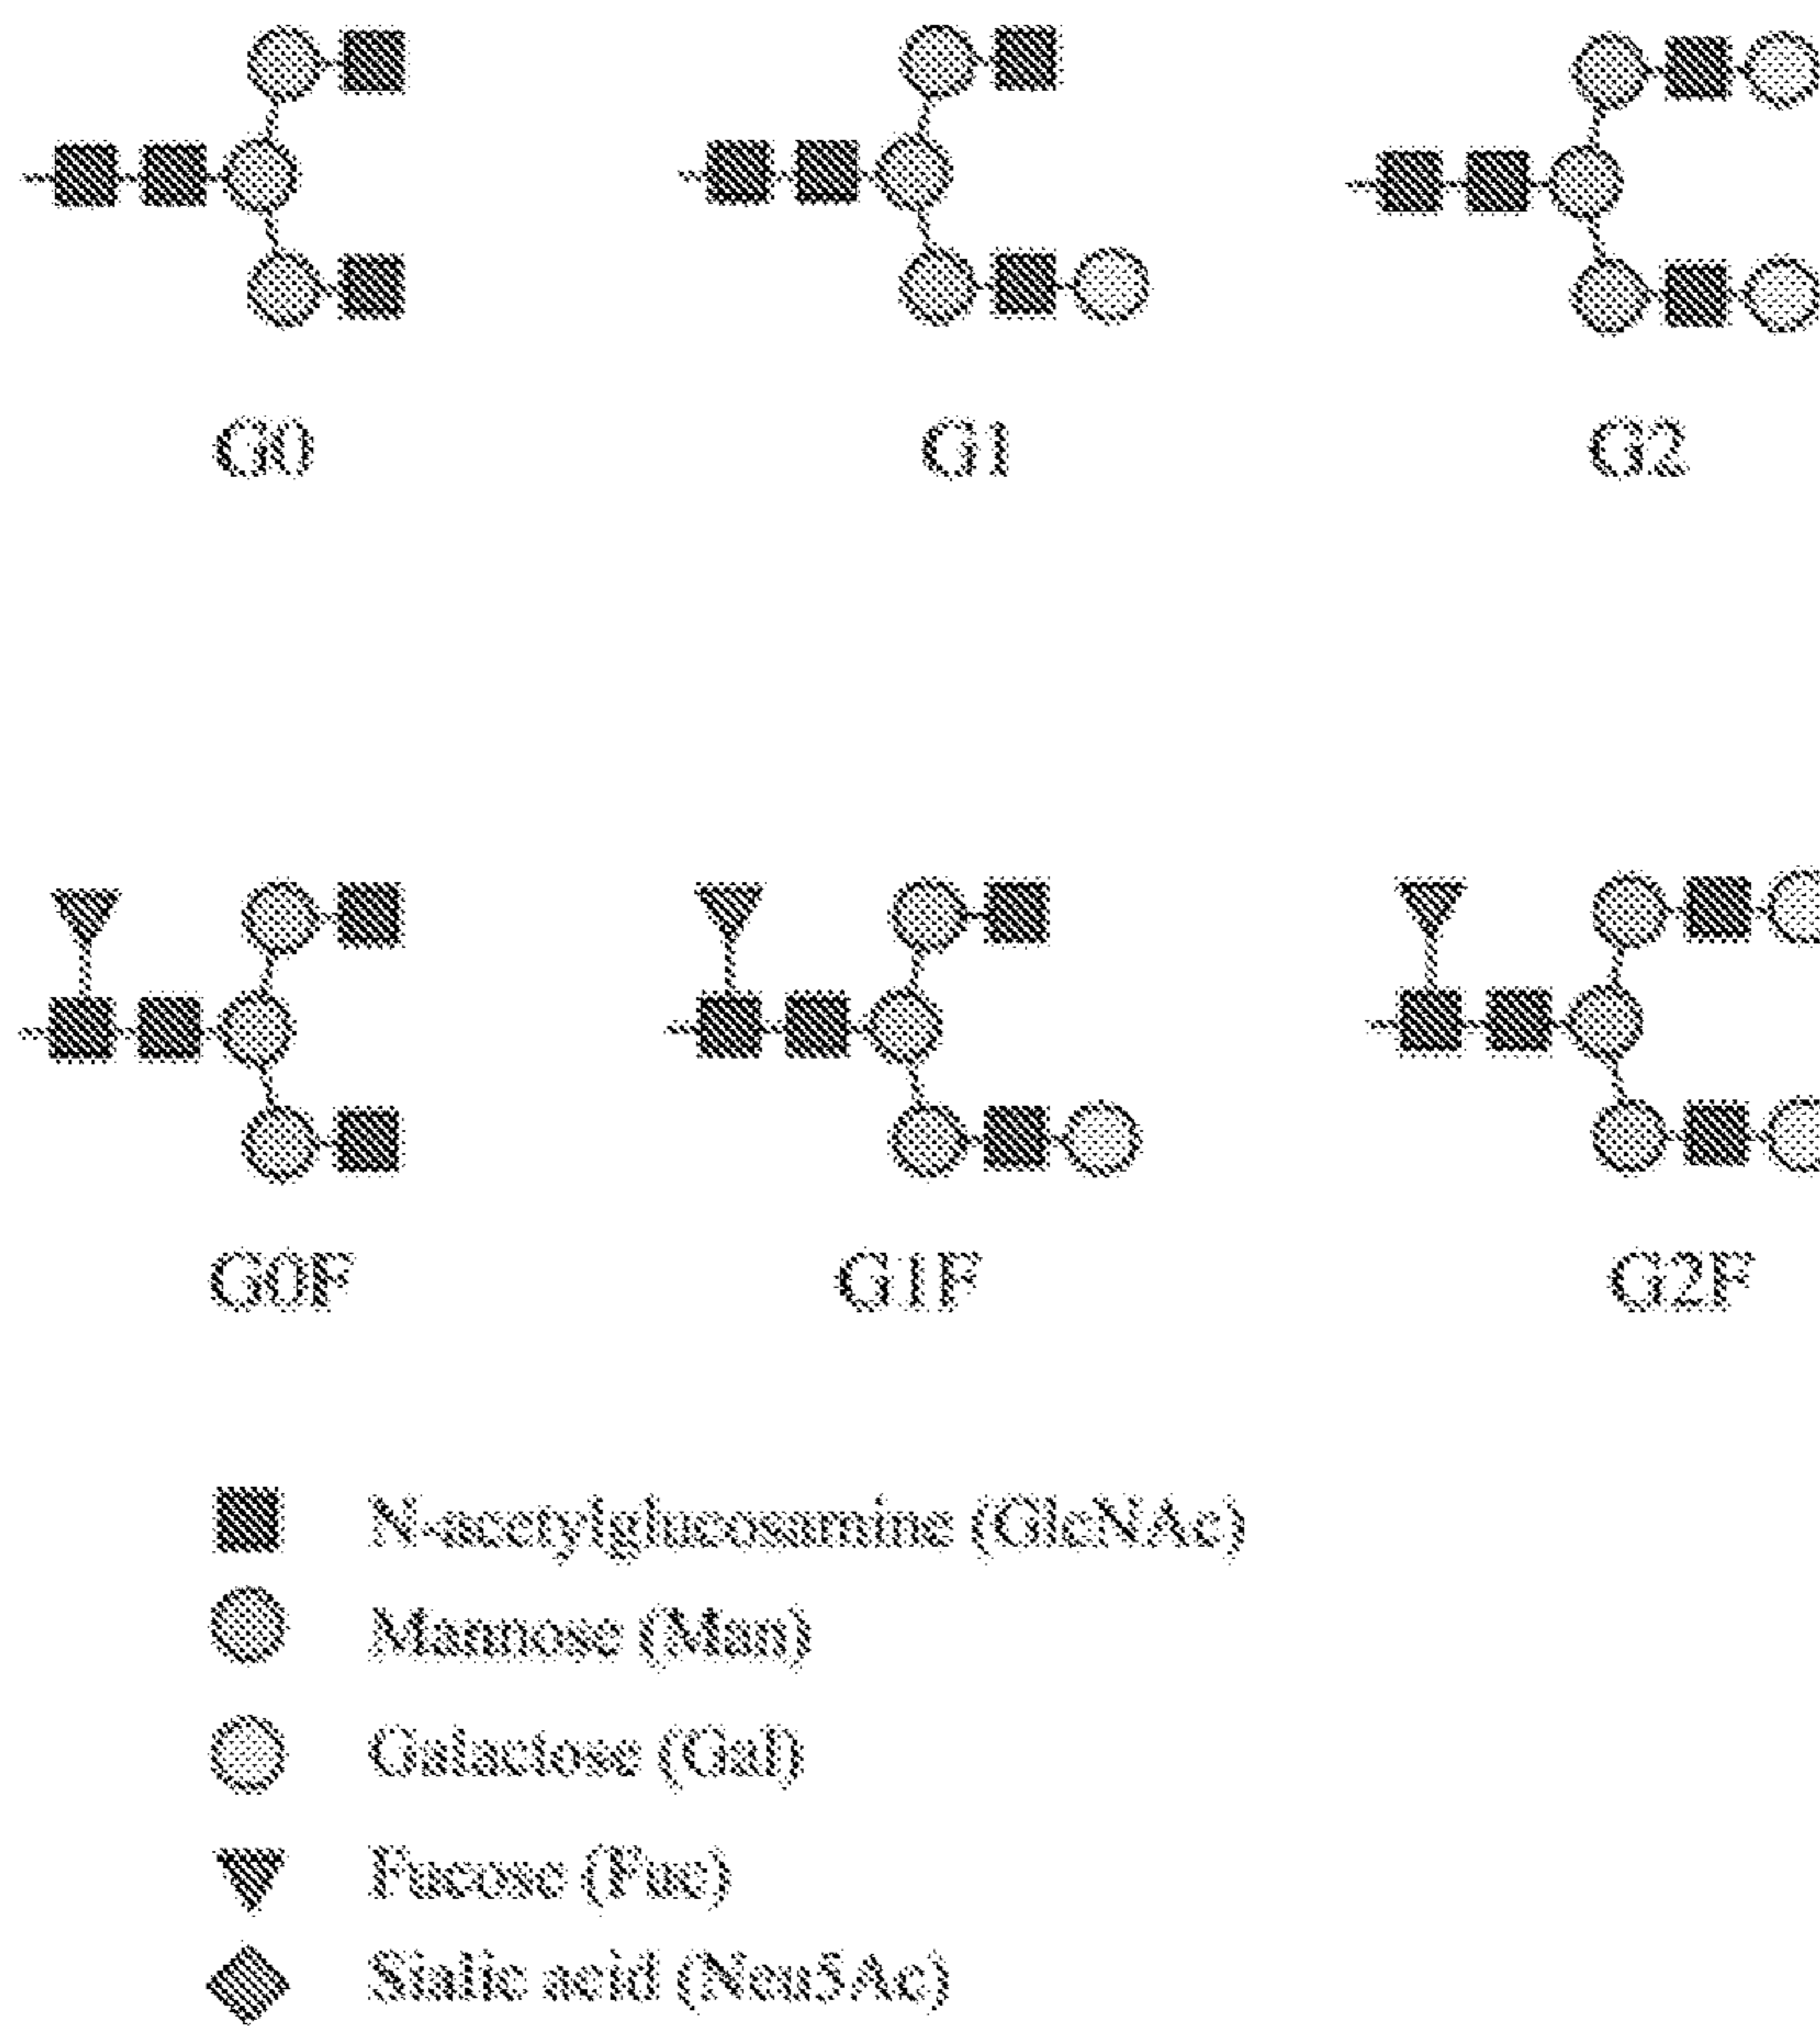 G0 G1 G2
G0F G1F G2F
N-acetylglucosamine (GlcNAc)
Mannose (Man)
Galactose (Gal)
Fucose (Fuc)
Sialic acid (Neu5Ac)